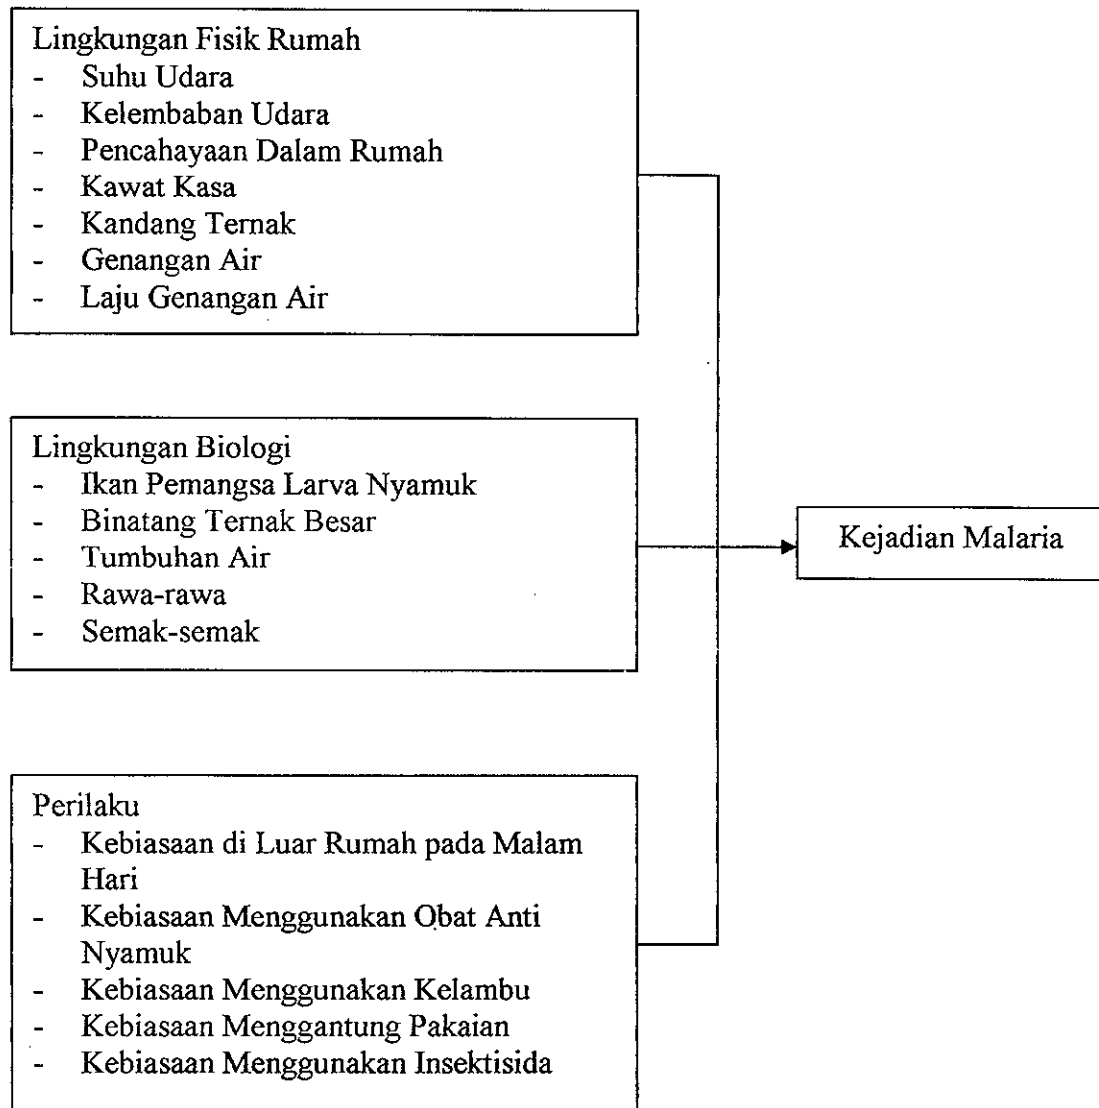 Lingkungan Fisik Rumah
- Suhu Udara
- Kelembaban Udara
- Pencahayaan Dalam Rumah
- Kawat Kasa
- Kandang Ternak
- Genangan Air
- Laju Genangan Air
Lingkungan Biologi
- Ikan Pemangsa Larva Nyamuk
- Binatang Ternak Besar
- Tumbuhan Air
- Rawa-rawa
- Semak-semak
Kejadian Malaria
Perilaku
- Kebiasaan di Luar Rumah pada Malam
Hari
- Kebiasaan Menggunakan Obat Anti
Nyamuk
- Kebiasaan Menggunakan Kelambu
- Kebiasaan Menggantung Pakaian
- Kebiasaan Menggunakan Insektisida